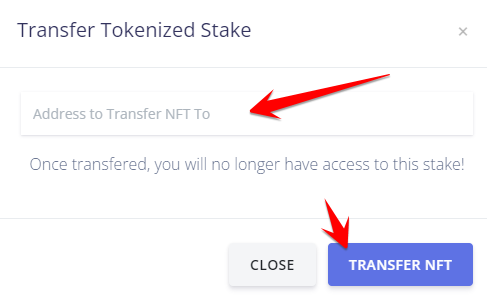 Transfer Tokenized Stake
×
Address to Transfer NFT To
Once transfered, you will no longer have access to this stake!
CLOSE
TRANSFER NFT